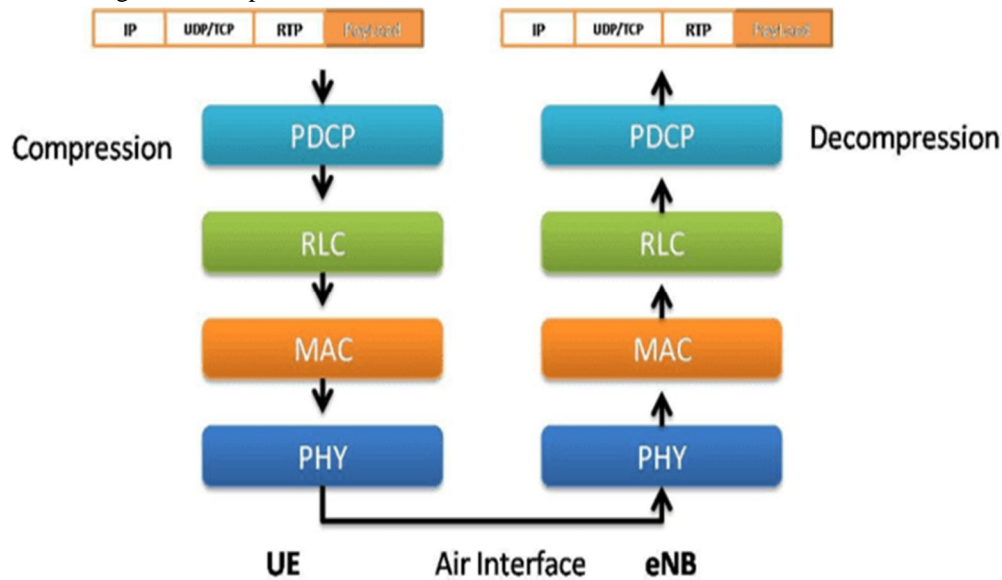 IP UDP/TCP RTP PayLoad IP UDP/TCP RTP PayLoad
Compression PDCP PDCP Decompression
RLC RLC
MAC MAC
PHY PHY
UE Air Interface eNB